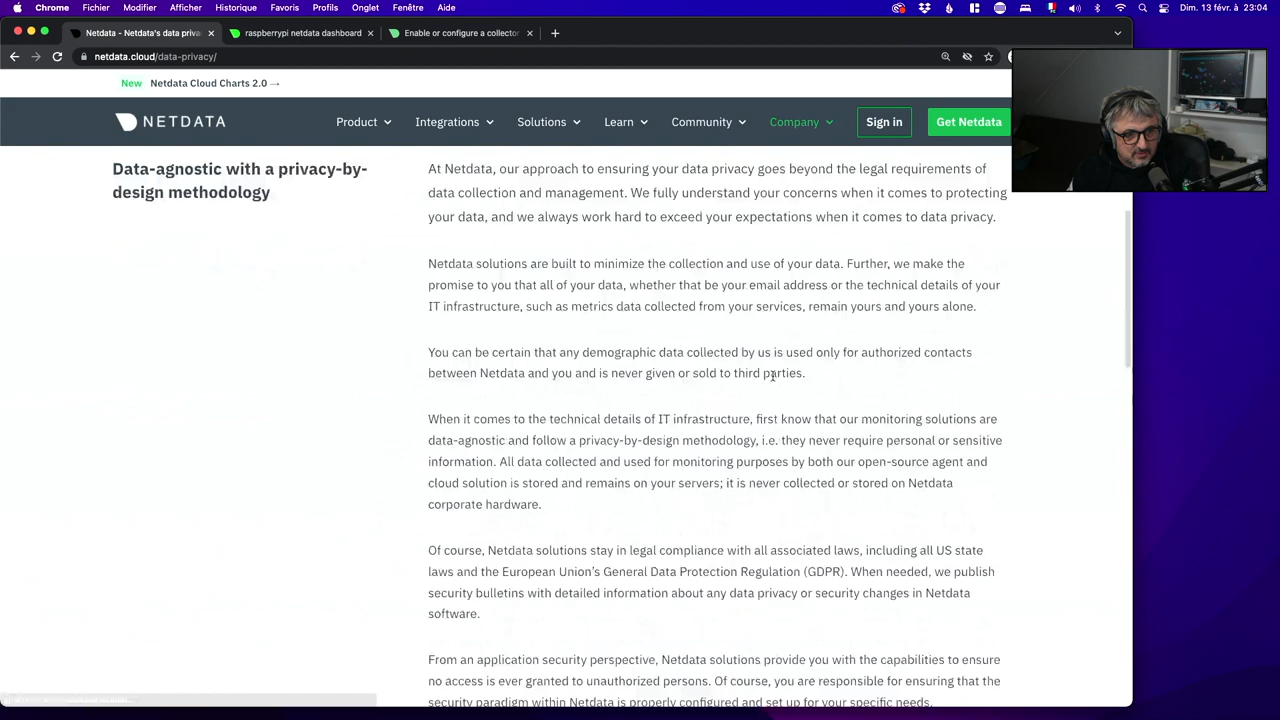 Chrome Fichier Modifier Afficher Historique Favoris Profils Onglet Fenêtre Aide
Dim. 13 févr. à 23:04
Netdata - Netdata's data priva
raspberrypi netdata dashboard
Enable or configure a collector
netdata.cloud/data-privacy/
New Netdata Cloud Charts 2.0 →
NETDATA
Product Integrations Solutions Learn Community Company Sign in Get Netdata
Data-agnostic with a privacy-by-
design methodology
At Netdata, our approach to ensuring your data privacy goes beyond the legal requirements of
data collection and management. We fully understand your concerns when it comes to protecting
your data, and we always work hard to exceed your expectations when it comes to data privacy.
Netdata solutions are built to minimize the collection and use of your data. Further, we make the
promise to you that all of your data, whether that be your email address or the technical details of your
IT infrastructure, such as metrics data collected from your services, remain yours and yours alone.
You can be certain that any demographic data collected by us is used only for authorized contacts
between Netdata and you and is never given or sold to third parties.
When it comes to the technical details of IT infrastructure, first know that our monitoring solutions are
data-agnostic and follow a privacy-by-design methodology, i.e. they never require personal or sensitive
information. All data collected and used for monitoring purposes by both our open-source agent and
cloud solution is stored and remains on your servers; it is never collected or stored on Netdata
corporate hardware.
Of course, Netdata solutions stay in legal compliance with all associated laws, including all US state
laws and the European Union's General Data Protection Regulation (GDPR). When needed, we publish
security bulletins with detailed information about any data privacy or security changes in Netdata
software.
From an application security perspective, Netdata solutions provide you with the capabilities to ensure
no access is ever granted to unauthorized persons. Of course, you are responsible for ensuring that the
security paradigm within Netdata is properly configured and set up for your specific needs.